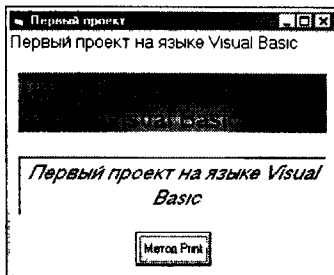 Первый проект
Первый проект на языке Visual Basic
Первый проект на языке Visual
Basic
Метод Print